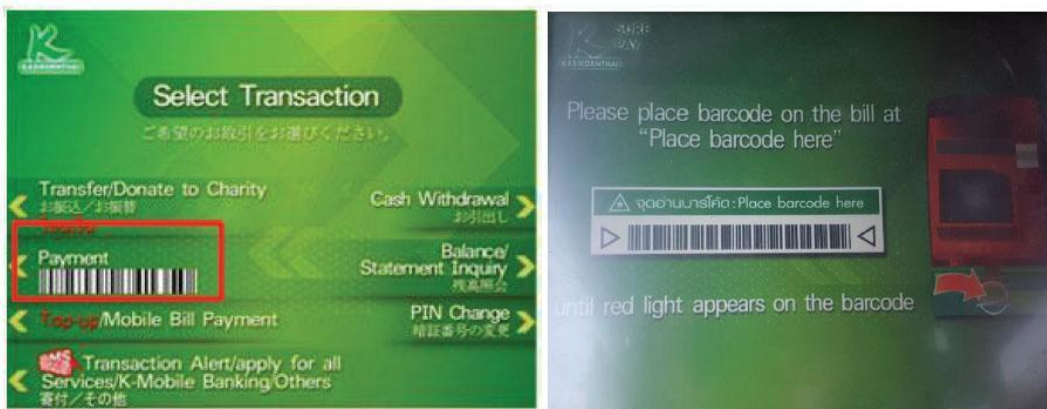 KASIKORNTHAI
Select Transaction
ご希望のお取引をお選びください。
Transfer/Donate to Charity
お振込/お振替
Payment
Top-up/Mobile Bill Payment
SMS
Transaction Alert/apply for all
Services/K-Mobile Banking/Others
寄付/その他
Cash Withdrawal
お引出し
Balance/
Statement Inquiry
残高照会
PIN Change
暗証番号の変更
SURE
PAY
KASIKORNTHAI
Please place barcode on the bill at
“Place barcode here”
จุดอ่านบาร์โค้ด:Place barcode here
until red light appears on the barcode